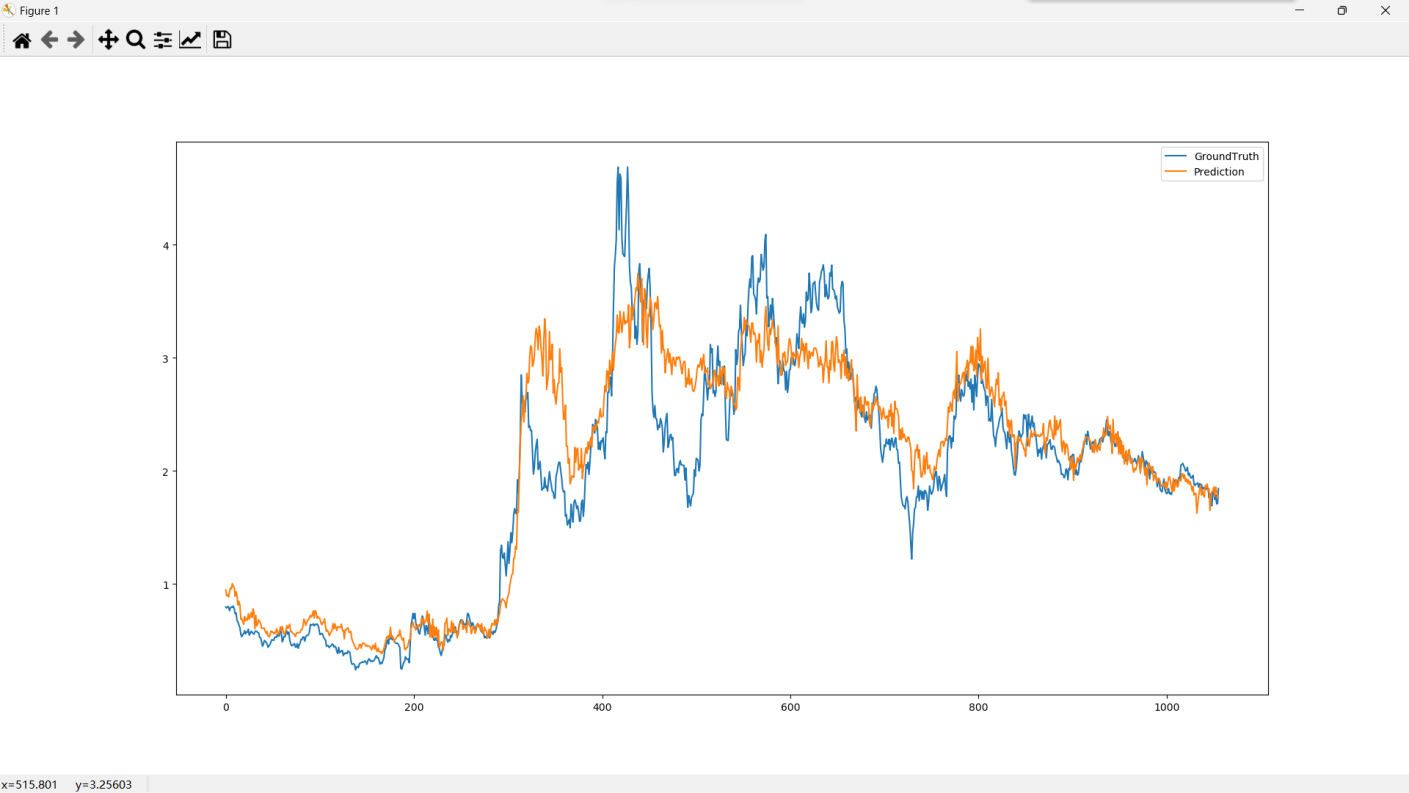 Figure 1
GroundTruth
Prediction
4
3
2
1
0 200 400 600 800 1000
x=515.801 y=3.25603